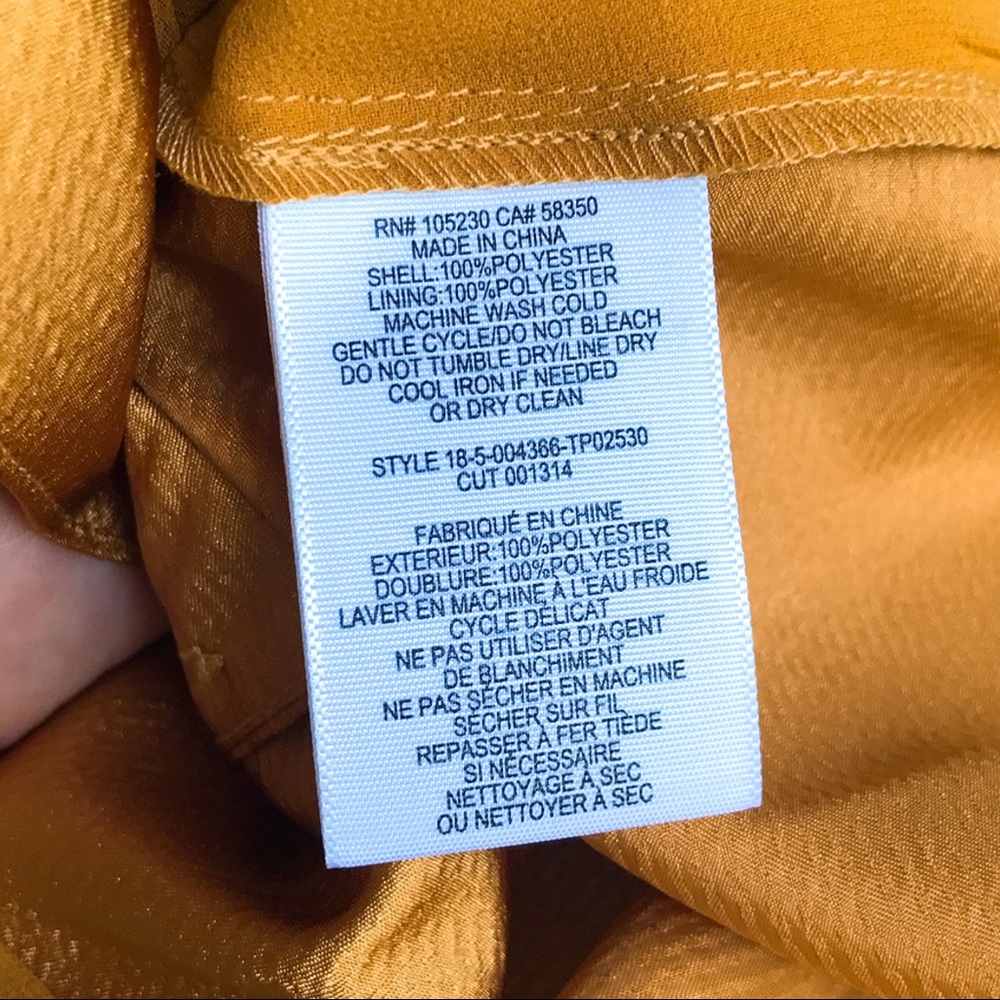 RN# 105230 CA# 58350
MADE IN CHINA
SHELL:100%POLYESTER
LINING:100%POLYESTER
MACHINE WASH COLD
GENTLE CYCLE/DO NOT BLEACH
DO NOT TUMBLE DRY/LINE DRY
COOL IRON IF NEEDED
OR DRY CLEAN
STYLE 18-5-004366-TP02530
CUT 001314
FABRIQUÉ EN CHINE
EXTERIEUR:100%POLYESTER
DOUBLURE:100%POLYESTER
LAVER EN MACHINE À L'EAU FROIDE
CYCLE DÉLICAT
NE PAS UTILISER D'AGENT
DE BLANCHIMENT
NE PAS SÉCHER EN MACHINE
SÉCHER SUR FIL
REPASSER À FER TIÈDE
SI NÉCESSAIRE
NETTOYAGE À SEC
OU NETTOYER À SEC